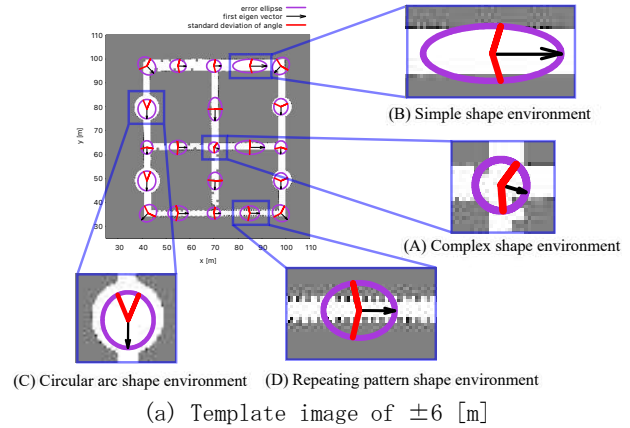 error ellipse
first eigen vector
standard deviation of angle
110
100
90
80
70
60
50
40
30
y [m]
30 40 50 60 70 80 90 100 110
x [m]
(B) Simple shape environment
(A) Complex shape environment
(C) Circular arc shape environment
(D) Repeating pattern shape environment
(a) Template image of ±6 [m]